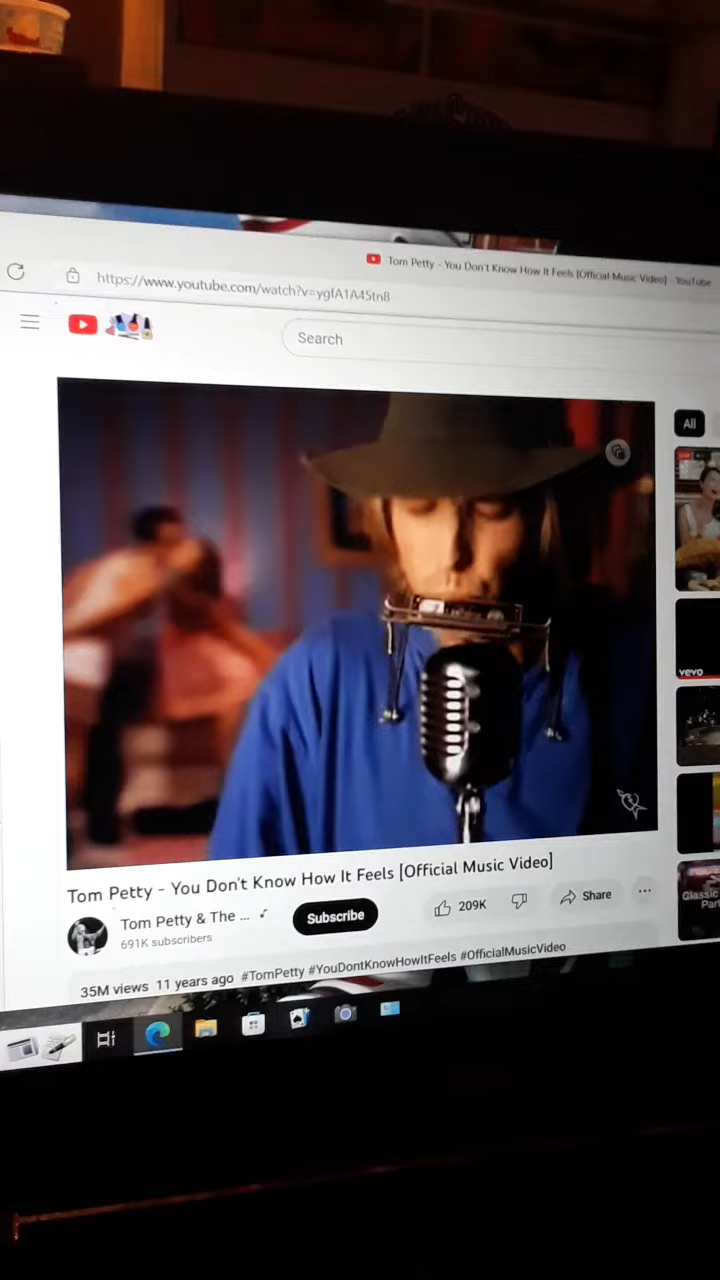 Tom Petty - You Don't Know How It Feels [Official Music Video] - YouTube
https://www.youtube.com/watch?v=ygfA1A45tn8
Search
All
vevo
Tom Petty - You Don't Know How It Feels [Official Music Video]
Tom Petty & The ...
691K subscribers
Subscribe
209K
Share
...
Classic
Part
35M views 11 years ago #TomPetty #YouDontKnowHowItFeels #OfficialMusicVideo